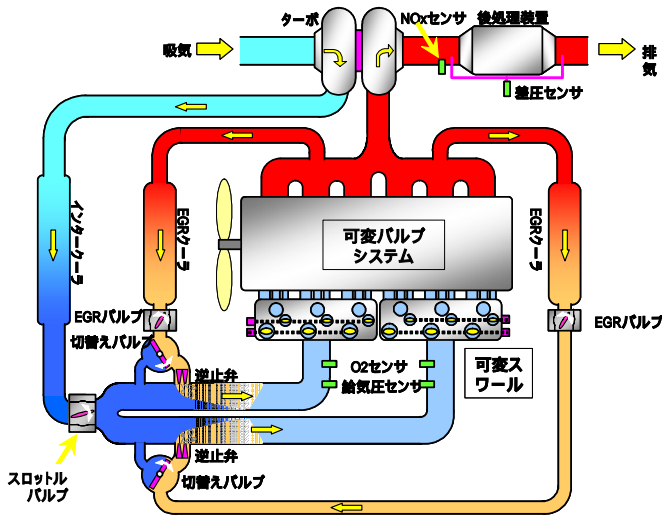 ターボ
NOxセンサ
後処理装置
吸気
排
気
差圧センサ
インタークーラ
EGRクーラ
EGRクーラ
可変バルブ
システム
EGRバルブ
EGRバルブ
切替えバルブ
O2センサ
給気圧センサ
可変ス
ワール
逆止弁
逆止弁
切替えバルブ
スロットル
バルブ